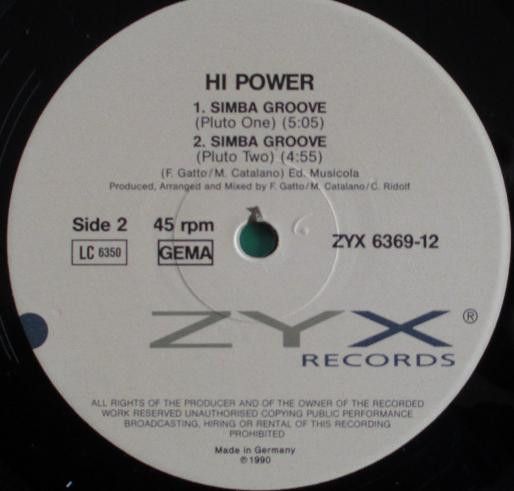 HI POWER
1. SIMBA GROOVE
(Pluto One) (5:05)
2. SIMBA GROOVE
(Pluto Two) (4:55)
(F. Gatto/M. Catalano) Ed. Musicola
Produced, Arranged and Mixed by F. Gatto/M. Catalano/C. Ridolf
Side 2 45 rpm
LC 6350 GEMA ZYX 6369-12
ZYX ®
RECORDS
ALL RIGHTS OF THE PRODUCER AND OF THE OWNER OF THE RECORDED
WORK RESERVED UNAUTHORISED COPYING PUBLIC PERFORMANCE
BROADCASTING, HIRING OR RENTAL OF THIS RECORDING
PROHIBITED
Made in Germany
℗ 1990